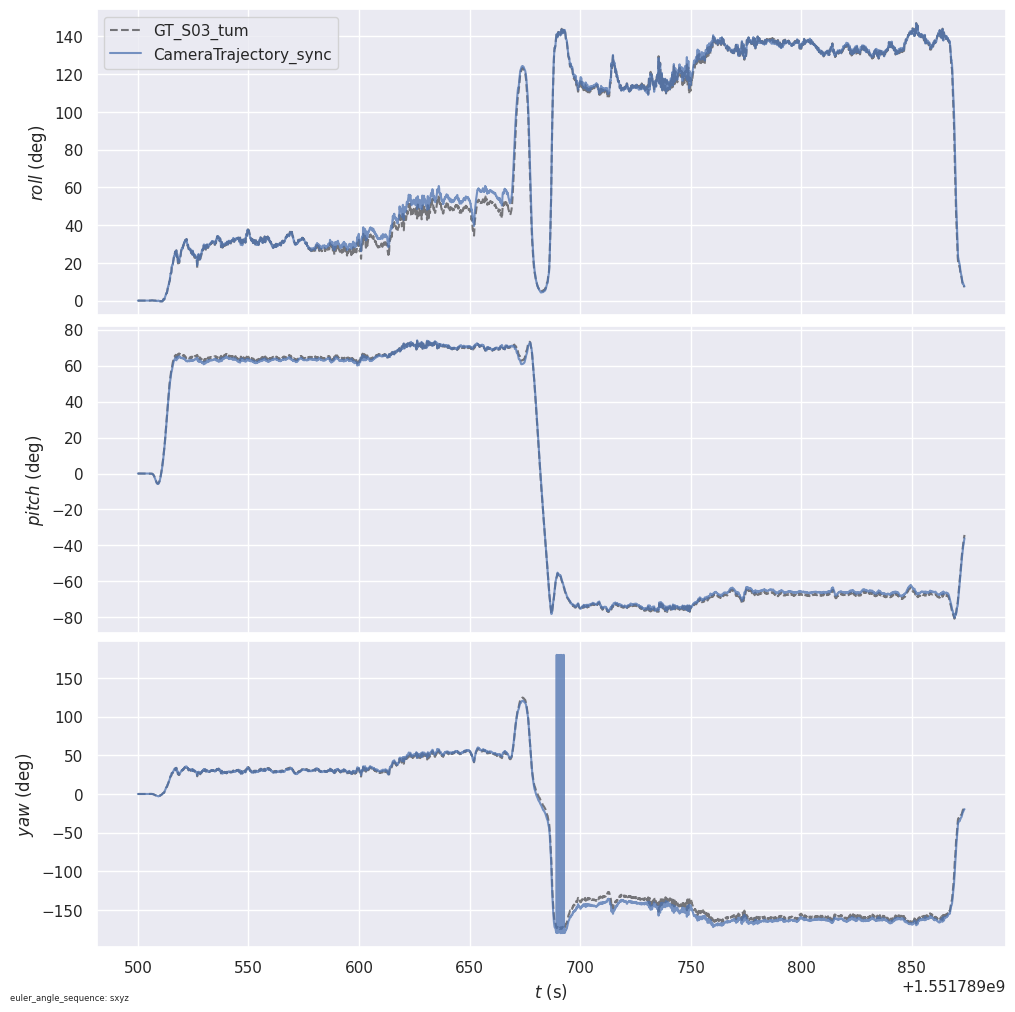 GT_S03_tum
CameraTrajectory_sync
140
120
100
80
60
40
20
0
roll (deg)
80
60
40
20
0
−20
−40
−60
−80
pitch (deg)
150
100
50
0
−50
−100
−150
yaw (deg)
500 550 600 650 700 750 800 850
+1.551789e9
t (s)
euler_angle_sequence: sxyz